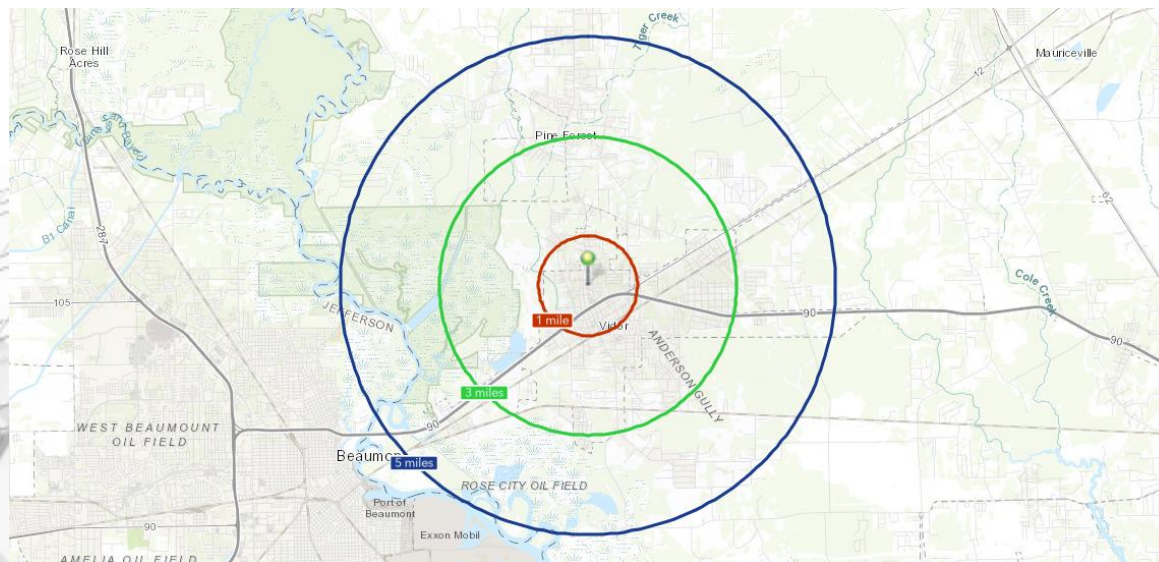 Tiger Creek
Rose Hill
Acres
Mauriceville
12
Pine Forest
62
B1 Canal
287
Cole Creek
105
JEFFERSON
1 mile
Vidor
90
90
ANDERSON GULLY
3 miles
WEST BEAUMONT
OIL FIELD
90
Beaumon
5 miles
ROSE CITY OIL FIELD
Port of
Beaumont
90
Exxon Mobil
AMELIA OIL FIELD